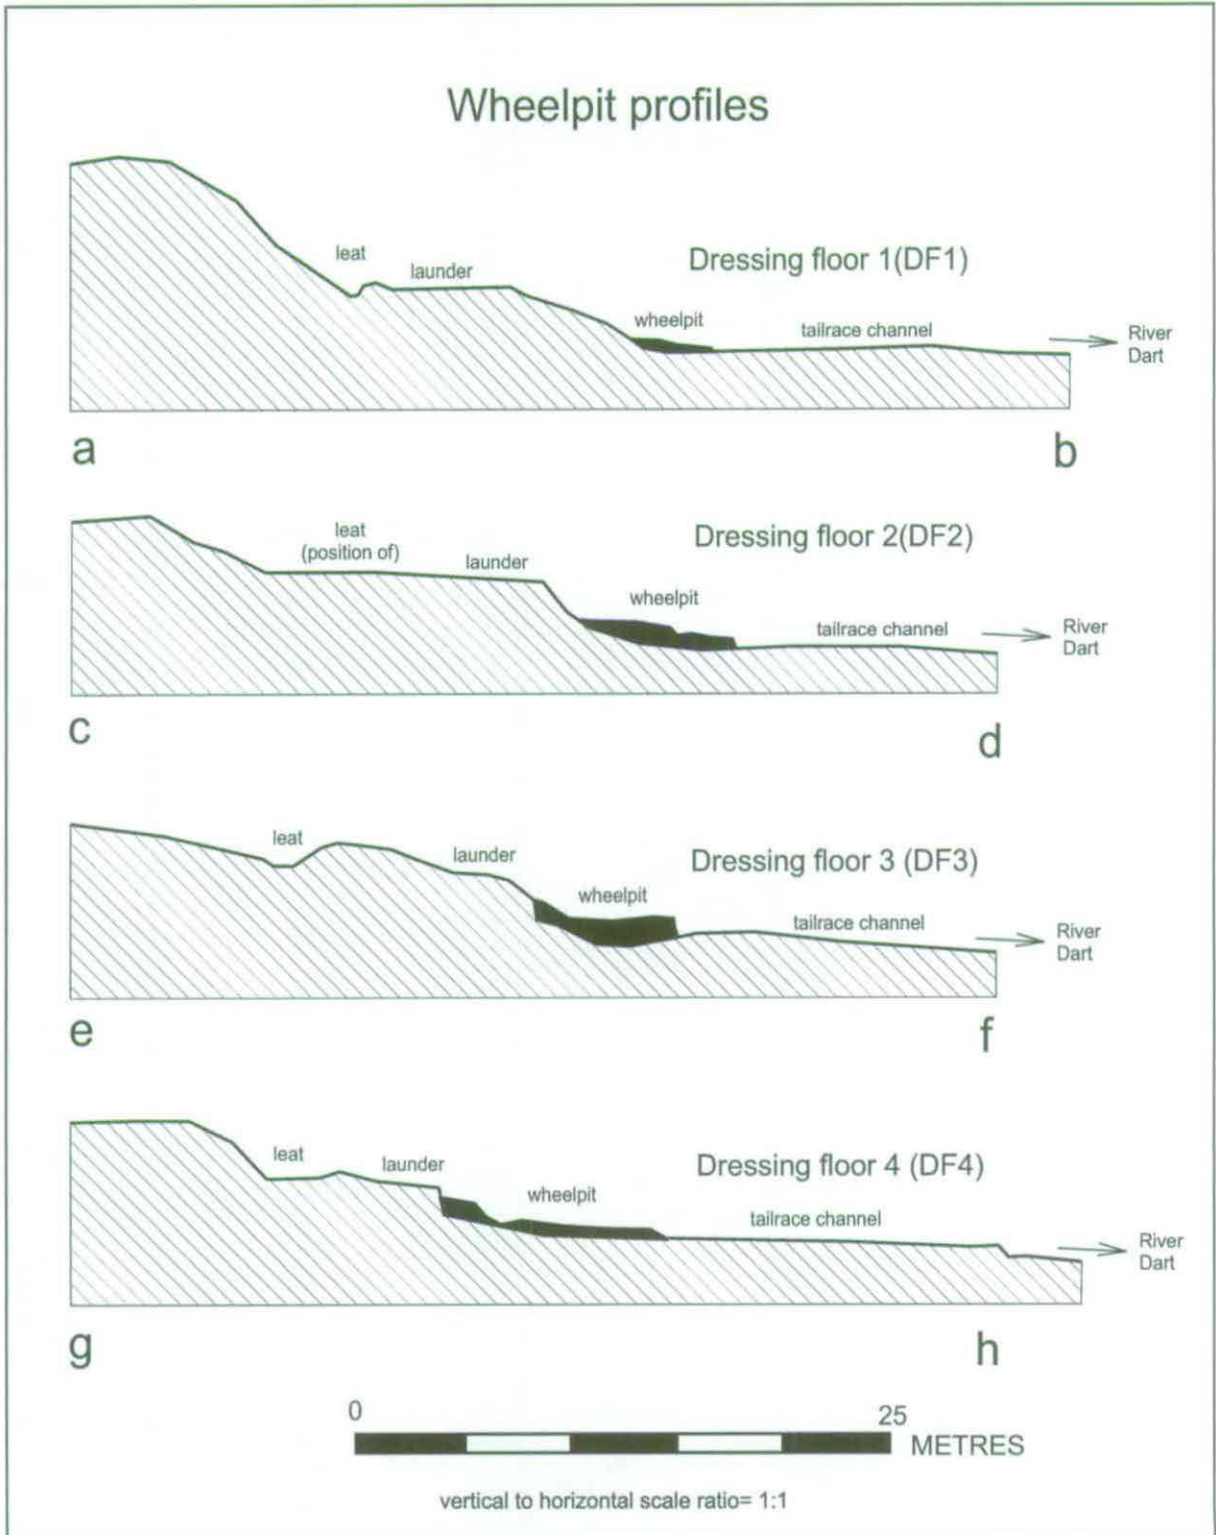 Wheelpit profiles
leat
launder
Dressing floor 1(DF1)
wheelpit
tailrace channel
River
Dart
a
b
leat
(position of)
launder
Dressing floor 2(DF2)
wheelpit
tailrace channel
River
Dart
c
d
leat
launder
Dressing floor 3 (DF3)
wheelpit
tailrace channel
River
Dart
e
f
leat
launder
Dressing floor 4 (DF4)
wheelpit
tailrace channel
River
Dart
g
h
0
25
METRES
vertical to horizontal scale ratio= 1:1